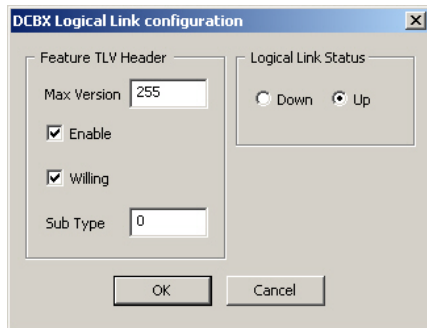 DCBX Logical Link configuration
Feature TLV Header
Max Version 255
Enable
Willing
Sub Type 0
Logical Link Status
Down Up
OK Cancel